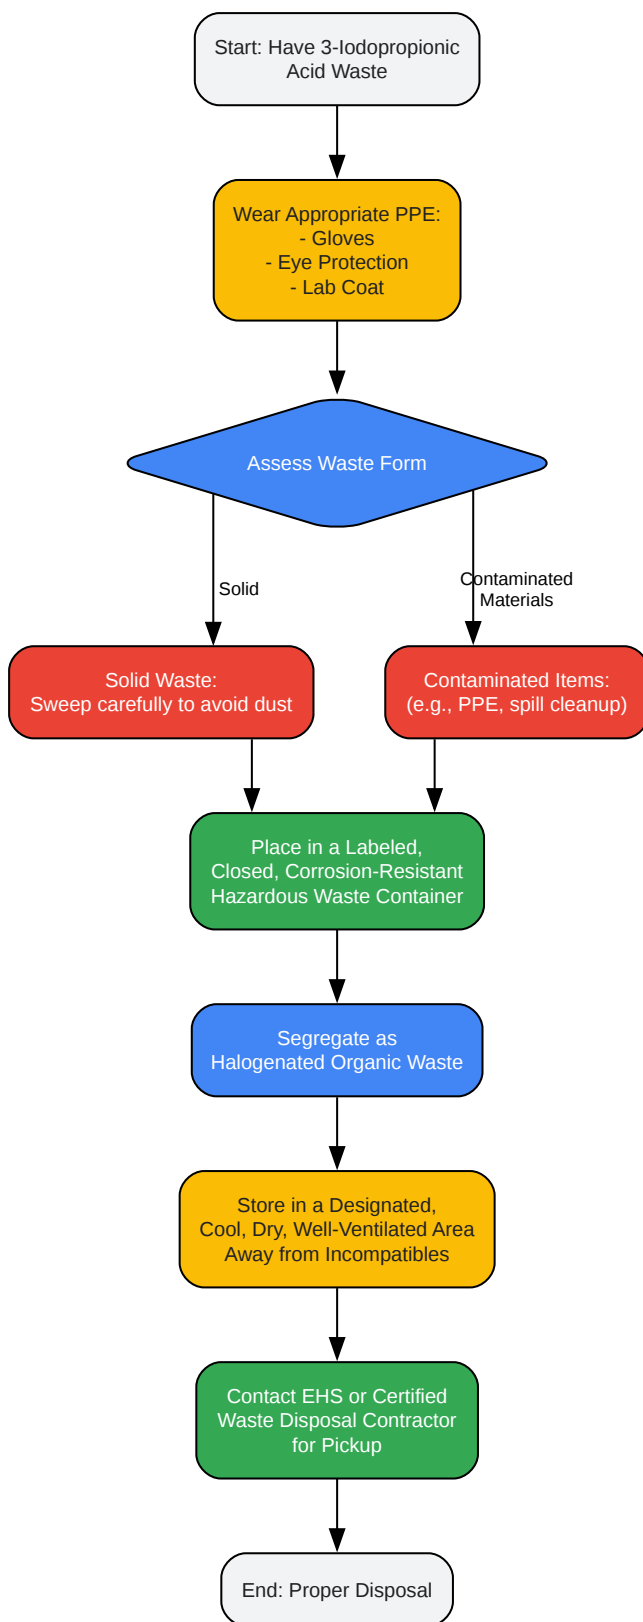 Start: Have 3-Iodopropionic
Acid Waste
Wear Appropriate PPE:
- Gloves
- Eye Protection
- Lab Coat
Assess Waste Form
Solid
Contaminated
Materials
Solid Waste:
Sweep carefully to avoid dust
Contaminated Items:
(e.g., PPE, spill cleanup)
Place in a Labeled,
Closed, Corrosion-Resistant
Hazardous Waste Container
Segregate as
Halogenated Organic Waste
Store in a Designated,
Cool, Dry, Well-Ventilated Area
Away from Incompatibles
Contact EHS or Certified
Waste Disposal Contractor
for Pickup
End: Proper Disposal